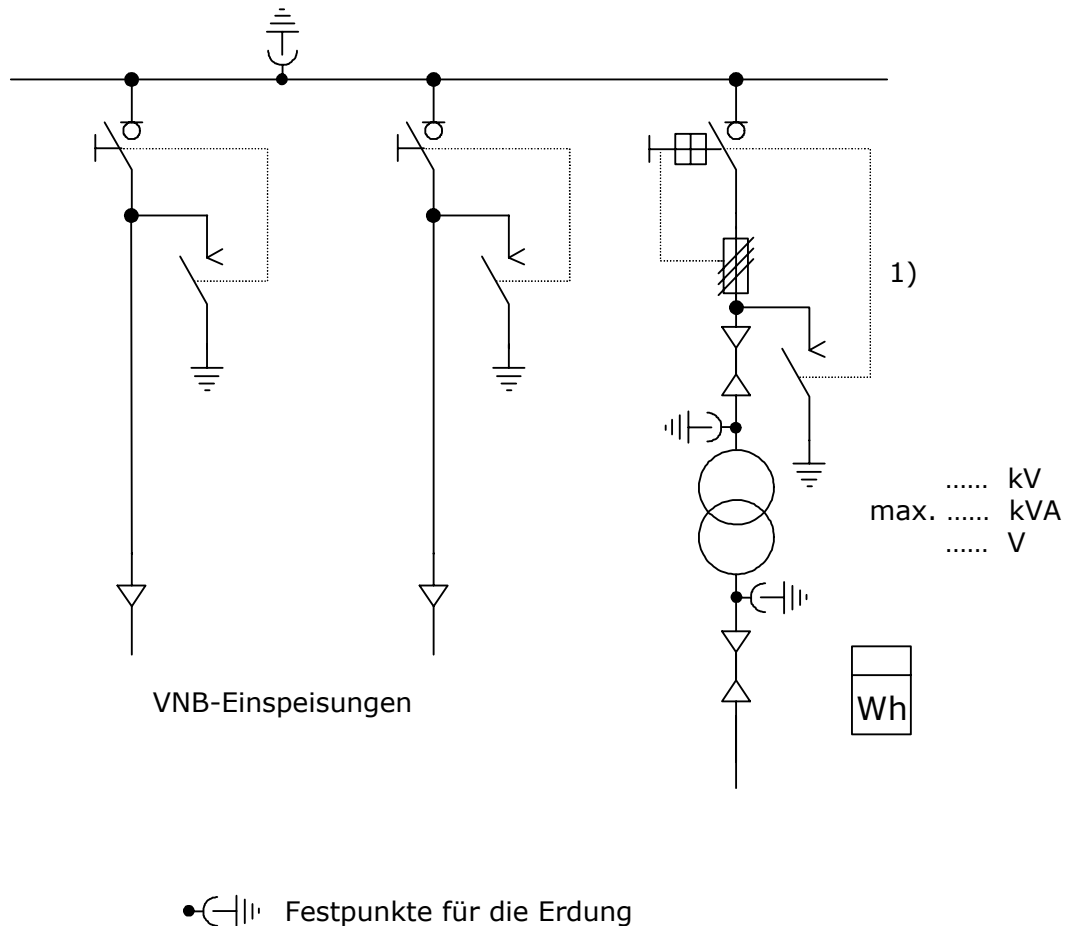 1)
...... kV
max. ...... kVA
...... V
VNB-Einspeisungen
Wh
Festpunkte für die Erdung